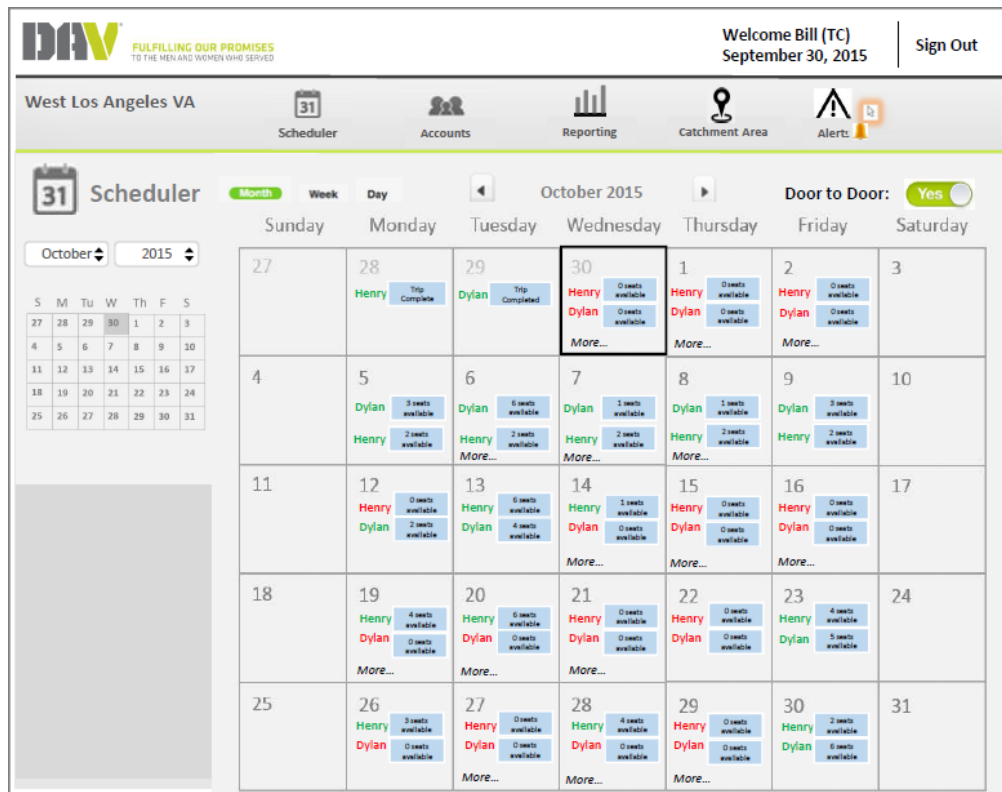 DAV
FULFILLING OUR PROMISES
TO THE MEN AND WOMEN WHO SERVED
Welcome Bill (TC)
September 30, 2015
Sign Out
West Los Angeles VA
31
Scheduler
Accounts
Reporting
Catchment Area
Alerts
31 Scheduler
Month Week Day
October 2015
Door to Door: Yes
October 2015
S M Tu W Th F S
27 28 29 30 1 2 3
4 5 6 7 8 9 10
11 12 13 14 15 16 17
18 19 20 21 22 23 24
25 26 27 28 29 30 31
Sunday Monday Tuesday Wednesday Thursday Friday Saturday
27
28
Henry Trip Complete
29
Dylan Trip Completed
30
Henry 0 seats available
Dylan 0 seats available
More...
1
Henry 0 seats available
Dylan 0 seats available
More...
2
Henry 0 seats available
Dylan 0 seats available
More...
3
4
5
Dylan 3 seats available
Henry 2 seats available
6
Dylan 6 seats available
Henry 2 seats available
More...
7
Dylan 1 seats available
Henry 2 seats available
More...
8
Dylan 1 seats available
Henry 2 seats available
More...
9
Dylan 3 seats available
Henry 2 seats available
10
11
12
Henry 0 seats available
Dylan 2 seats available
13
Henry 6 seats available
Dylan 4 seats available
14
Henry 1 seats available
Dylan 0 seats available
More...
15
Henry 0 seats available
Dylan 0 seats available
More...
16
Henry 0 seats available
Dylan 0 seats available
More...
17
18
19
Henry 4 seats available
Dylan 0 seats available
More...
20
Henry 6 seats available
Dylan 0 seats available
More...
21
Henry 0 seats available
Dylan 0 seats available
More...
22
Henry 0 seats available
Dylan 0 seats available
23
Henry 4 seats available
Dylan 5 seats available
24
25
26
Henry 3 seats available
Dylan 0 seats available
27
Henry 0 seats available
Dylan 0 seats available
More...
28
Henry 4 seats available
Dylan 0 seats available
More...
29
Henry 0 seats available
Dylan 0 seats available
More...
30
Henry 2 seats available
Dylan 6 seats available
31